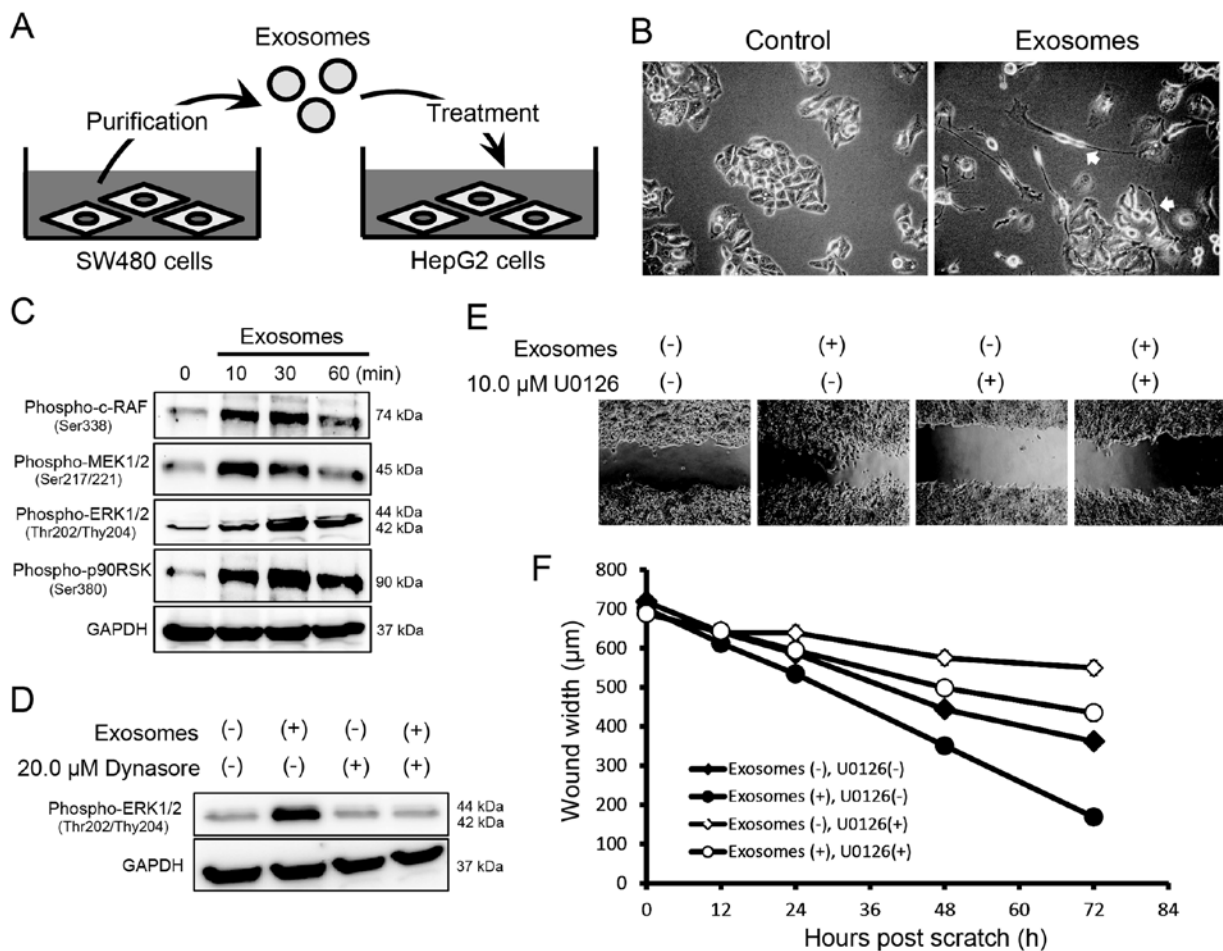 A
Exosomes
Purification
Treatment
SW480 cells
HepG2 cells
B
Control
Exosomes
C
Exosomes
0 10 30 60 (min)
Phospho-c-RAF
(Ser338)
74 kDa
Phospho-MEK1/2
(Ser217/221)
45 kDa
Phospho-ERK1/2
(Thr202/Thy204)
44 kDa
42 kDa
Phospho-p90RSK
(Ser380)
90 kDa
GAPDH
37 kDa
D
Exosomes (-) (+) (-) (+)
20.0 µM Dynasore (-) (-) (+) (+)
Phospho-ERK1/2
(Thr202/Thy204)
44 kDa
42 kDa
GAPDH
37 kDa
E
Exosomes (-) (+) (-) (+)
10.0 µM U0126 (-) (-) (+) (+)
F
Wound width (µm)
800
700
600
500
400
300
200
100
0
Exosomes (-), U0126(-)
Exosomes (+), U0126(-)
Exosomes (-), U0126(+)
Exosomes (+), U0126(+)
0 12 24 36 48 60 72 84
Hours post scratch (h)